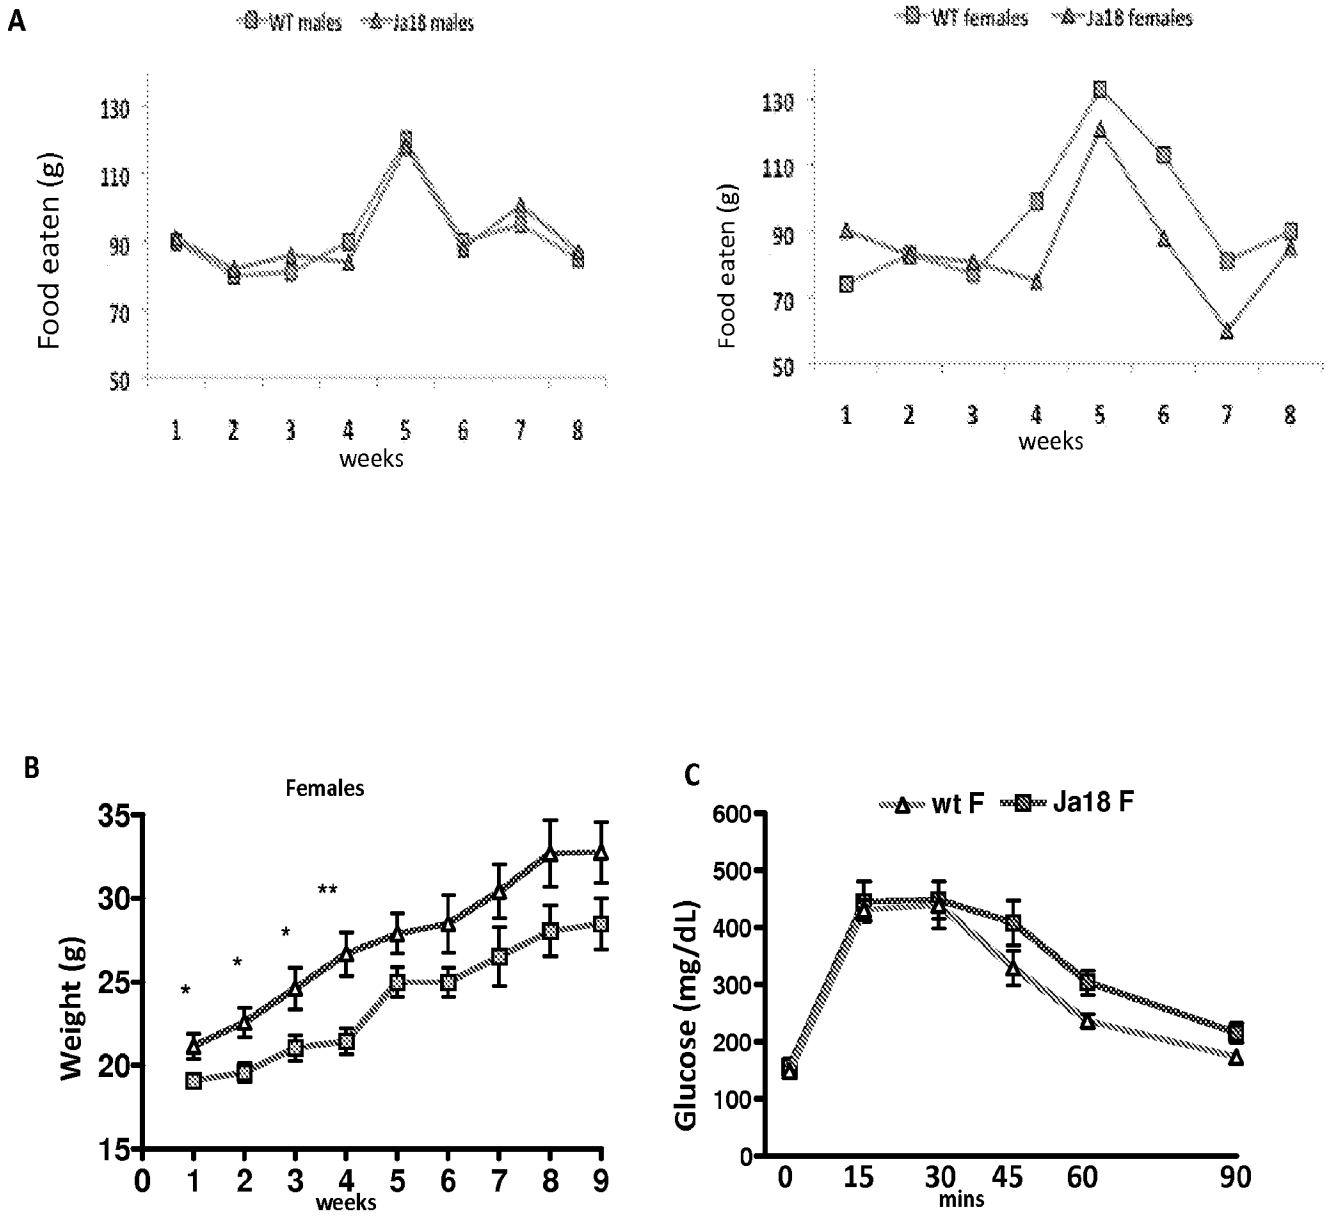 A
WT males Ja18 males
130
110
90
70
50
Food eaten (g)
1 2 3 4 5 6 7 8
weeks
WT females Ja18 females
130
110
90
70
50
Food eaten (g)
1 2 3 4 5 6 7 8
weeks
B
Females
35
30
25
20
15
Weight (g)
*
*
*
**
0 1 2 3 4 5 6 7 8 9
weeks
C
wt F Ja18 F
600
500
400
300
200
100
0
Glucose (mg/dL)
0 15 30 45 60 90
mins